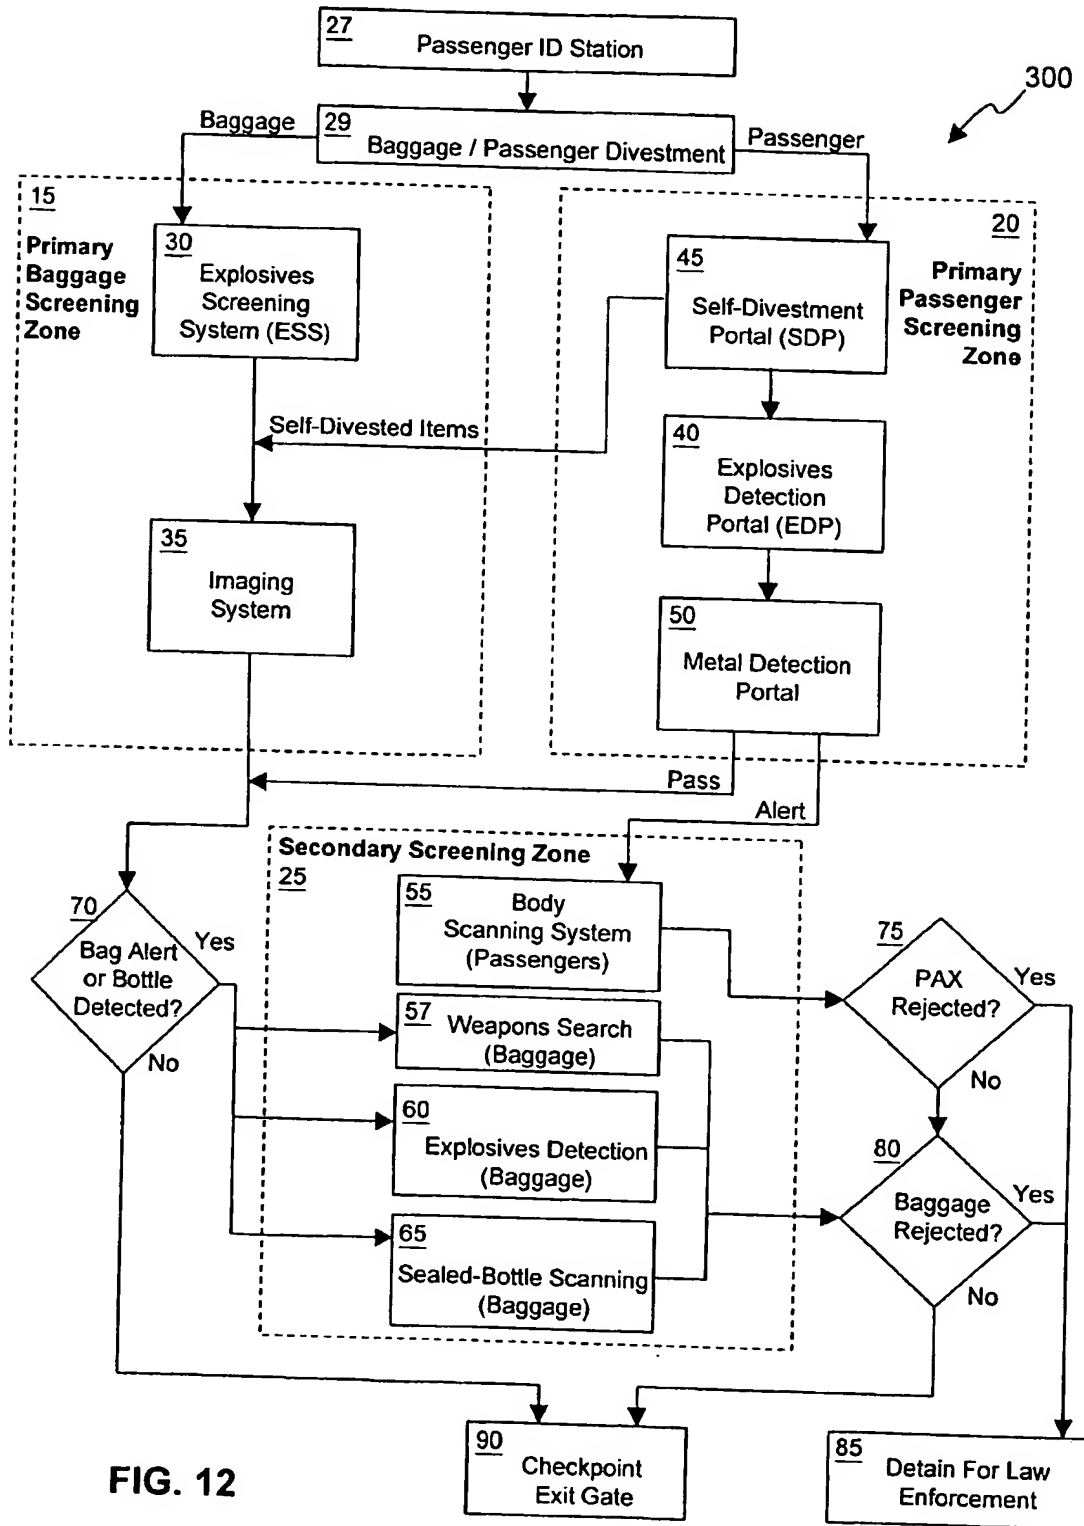 27
Passenger ID Station
300
Baggage
29
Baggage / Passenger Divestment
Passenger
15
Primary
Baggage
Screening
Zone
30
Explosives
Screening
System (ESS)
45
Self-Divestment
Portal (SDP)
20
Primary
Passenger
Screening
Zone
Self-Divested Items
40
Explosives
Detection
Portal (EDP)
35
Imaging
System
50
Metal Detection
Portal
Pass
Alert
Secondary Screening Zone
25
55
Body
Scanning System
(Passengers)
70
Bag Alert
or Bottle
Detected?
Yes
No
57
Weapons Search
(Baggage)
75
PAX
Rejected?
Yes
No
60
Explosives Detection
(Baggage)
80
Baggage
Rejected?
Yes
No
65
Sealed-Bottle Scanning
(Baggage)
90
Checkpoint
Exit Gate
85
Detain For Law
Enforcement
FIG. 12